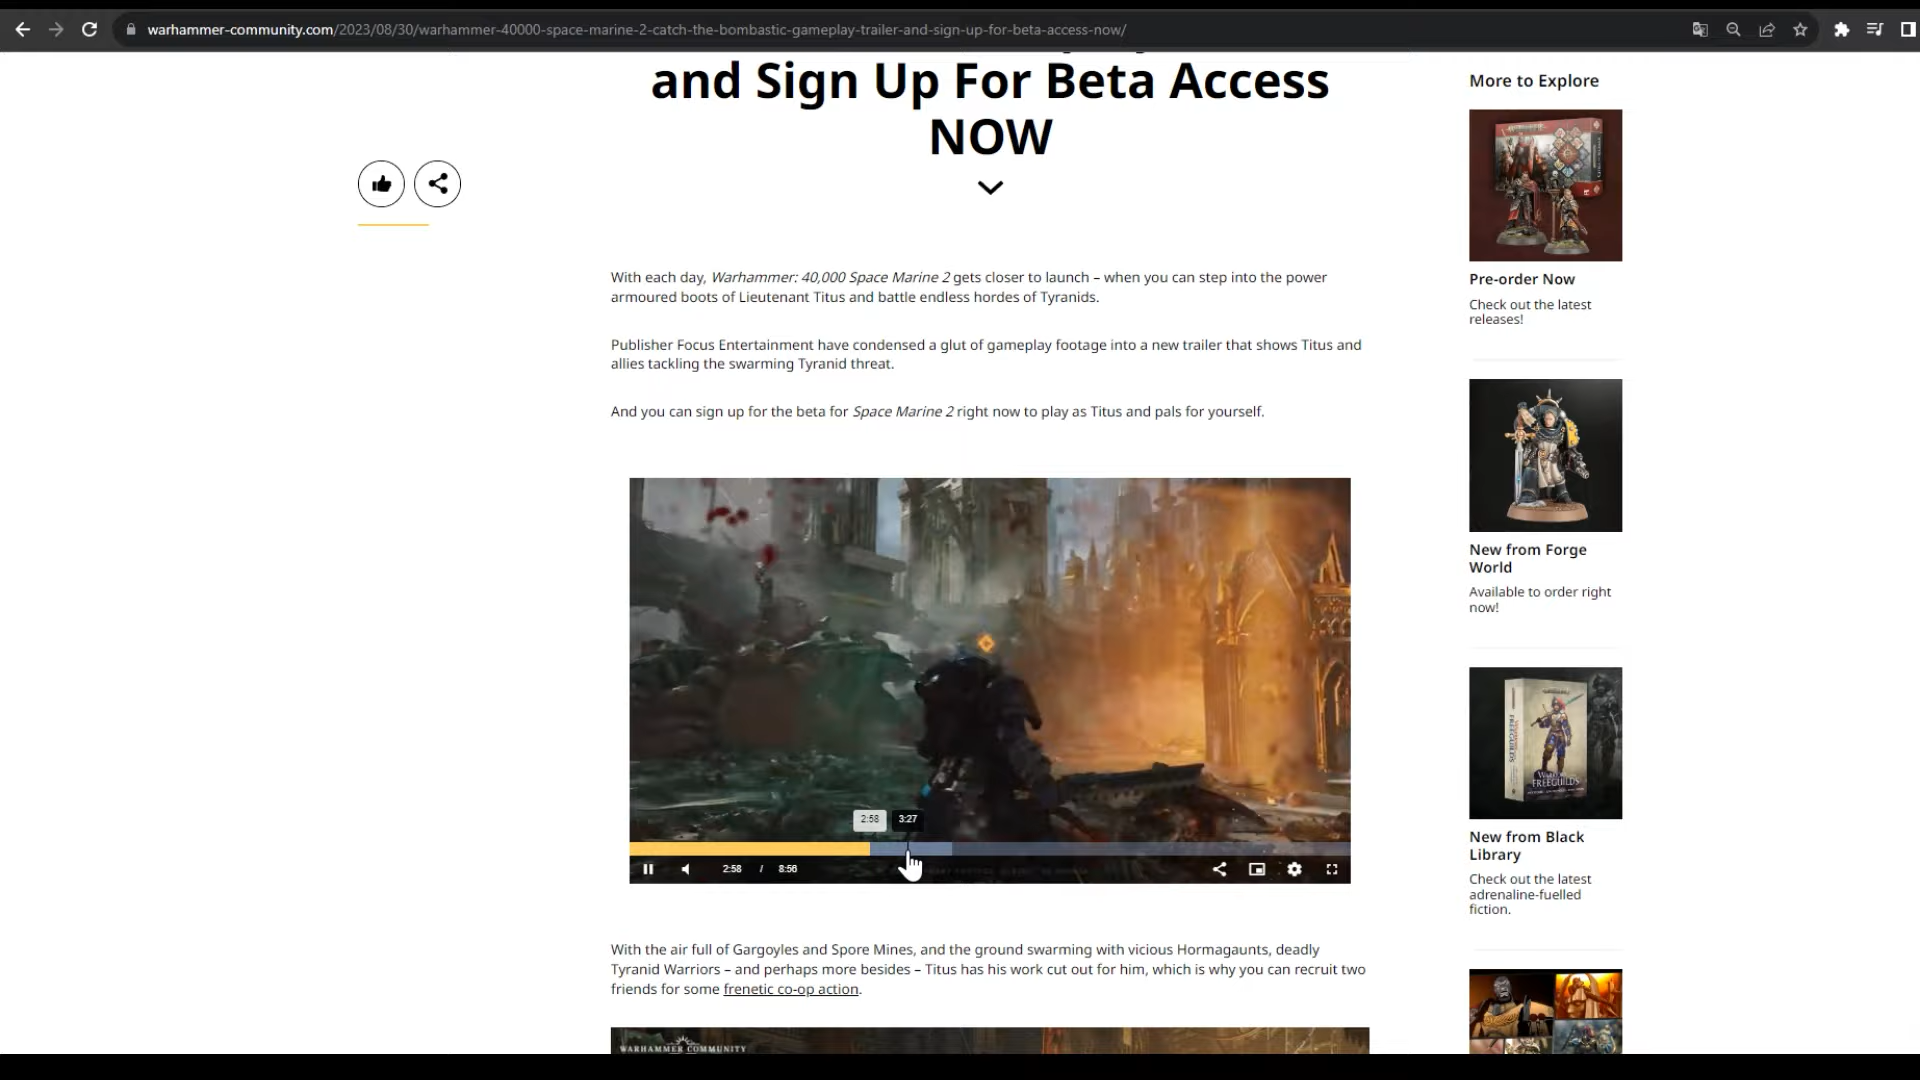 warhammer-community.com/2023/08/30/warhammer-40000-space-marine-2-catch-the-bombastic-gameplay-trailer-and-sign-up-for-beta-access-now/
and Sign Up For Beta Access
NOW
With each day, Warhammer: 40,000 Space Marine 2 gets closer to launch – when you can step into the power
armoured boots of Lieutenant Titus and battle endless hordes of Tyranids.
Publisher Focus Entertainment have condensed a glut of gameplay footage into a new trailer that shows Titus and
allies tackling the swarming Tyranid threat.
And you can sign up for the beta for Space Marine 2 right now to play as Titus and pals for yourself.
2:58
3:27
2:58 / 8:56
With the air full of Gargoyles and Spore Mines, and the ground swarming with vicious Hormagaunts, deadly
Tyranid Warriors – and perhaps more besides – Titus has his work cut out for him, which is why you can recruit two
friends for some frenetic co-op action.
WARHAMMER COMMUNITY
More to Explore
Pre-order Now
Check out the latest
releases!
New from Forge
World
Available to order right
now!
FREEGUILDS
New from Black
Library
Check out the latest
adrenaline-fuelled
fiction.